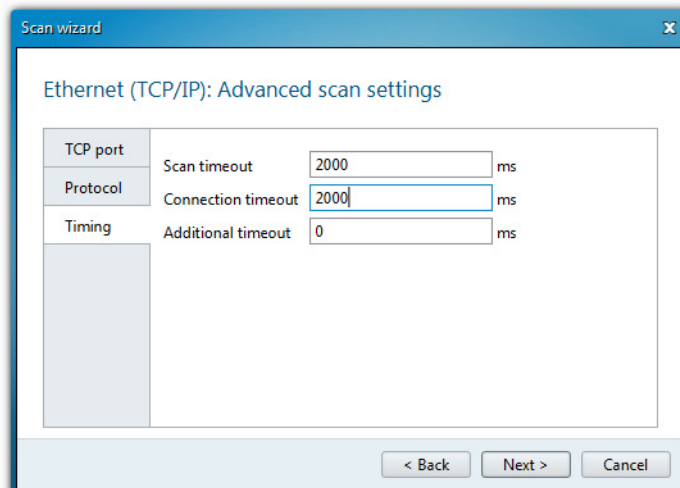 Scan wizard
Ethernet (TCP/IP): Advanced scan settings
TCP port
Protocol
Timing
Scan timeout 2000 ms
Connection timeout 2000 ms
Additional timeout 0 ms
< Back Next > Cancel